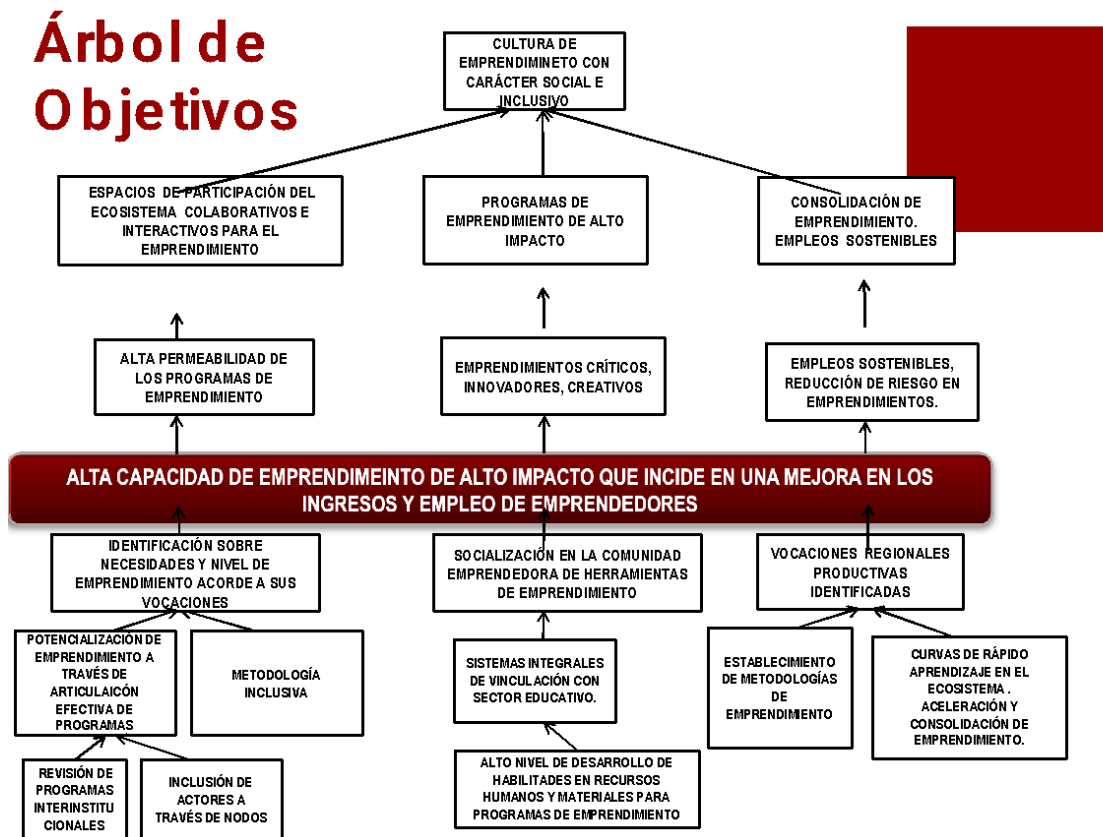 Árbol de
Objetivos
CULTURA DE
EMPRENDIMINETO CON
CARÁCTER SOCIAL E
INCLUSIVO
ESPACIOS DE PARTICIPACIÓN DEL
ECOSISTEMA COLABORATIVOS E
INTERACTIVOS PARA EL
EMPRENDIMIENTO
PROGRAMAS DE
EMPRENDIMIENTO DE ALTO
IMPACTO
CONSOLIDACIÓN DE
EMPRENDIMIENTO.
EMPLEOS SOSTENIBLES
ALTA PERMEABILIDAD DE
LOS PROGRAMAS DE
EMPRENDIMIENTO
EMPRENDIMIENTOS CRÍTICOS,
INNOVADORES, CREATIVOS
EMPLEOS SOSTENIBLES,
REDUCCIÓN DE RIESGO EN
EMPRENDIMIENTOS.
ALTA CAPACIDAD DE EMPRENDIMEINTO DE ALTO IMPACTO QUE INCIDE EN UNA MEJORA EN LOS
INGRESOS Y EMPLEO DE EMPRENDEDORES
IDENTIFICACIÓN SOBRE
NECESIDADES Y NIVEL DE
EMPRENDIMIENTO ACORDE A SUS
VOCACIONES
SOCIALIZACIÓN EN LA COMUNIDAD
EMPRENDEDORA DE HERRAMIENTAS
DE EMPRENDIMIENTO
VOCACIONES REGIONALES
PRODUCTIVAS
IDENTIFICADAS
POTENCIALIZACIÓN DE
EMPRENDIMIENTO A
TRAVÉS DE
ARTICULAICÓN
EFECTIVA DE
PROGRAMAS
METODOLOGÍA
INCLUSIVA
SISTEMAS INTEGRALES
DE VINCULACIÓN CON
SECTOR EDUCATIVO.
ESTABLECIMIENTO
DE METODOLOGÍAS
DE
EMPRENDIMIENTO
CURVAS DE RÁPIDO
APRENDIZAJE EN EL
ECOSISTEMA .
ACELERACIÓN Y
CONSOLIDACIÓN DE
EMPRENDIMIENTO.
REVISIÓN DE
PROGRAMAS
INTERINSTITU
CIONALES
INCLUSIÓN DE
ACTORES A
TRAVÉS DE NODOS
ALTO NIVEL DE DESARROLLO DE
HABILITADES EN RECURSOS
HUMANOS Y MATERIALES PARA
PROGRAMAS DE EMPRENDIMIENTO